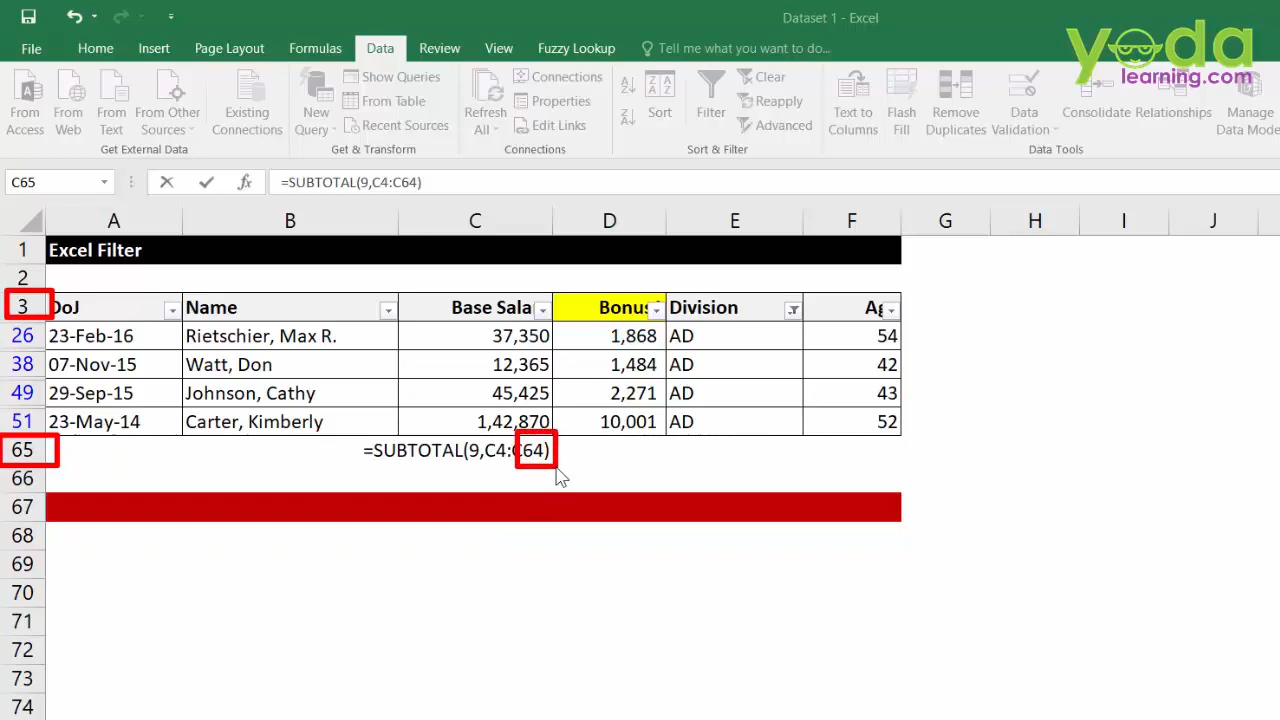 Dataset 1 - Excel
yoda
learning.com
File Home Insert Page Layout Formulas Data Review View Fuzzy Lookup Tell me what you want to do...
From Access
From Web
From Text
From Other Sources
Existing Connections
Get External Data
New Query
Show Queries
From Table
Recent Sources
Get & Transform
Refresh All
Connections
Properties
Edit Links
Connections
Sort
Filter
Clear
Reapply
Advanced
Sort & Filter
Text to Columns
Flash Fill
Remove Duplicates
Data Validation
Consolidate
Relationships
Manage Data Mode
Data Tools
C65 fx =SUBTOTAL(9,C4:C64)
A B C D E F G H I J
1 Excel Filter
2
3 DoJ Name Base Sala Bonus Division Ag
26 23-Feb-16 Rietschier, Max R. 37,350 1,868 AD 54
38 07-Nov-15 Watt, Don 12,365 1,484 AD 42
49 29-Sep-15 Johnson, Cathy 45,425 2,271 AD 43
51 23-May-14 Carter, Kimberly 1,42,870 10,001 AD 52
65 =SUBTOTAL(9,C4:C64)
66
67
68
69
70
71
72
73
74